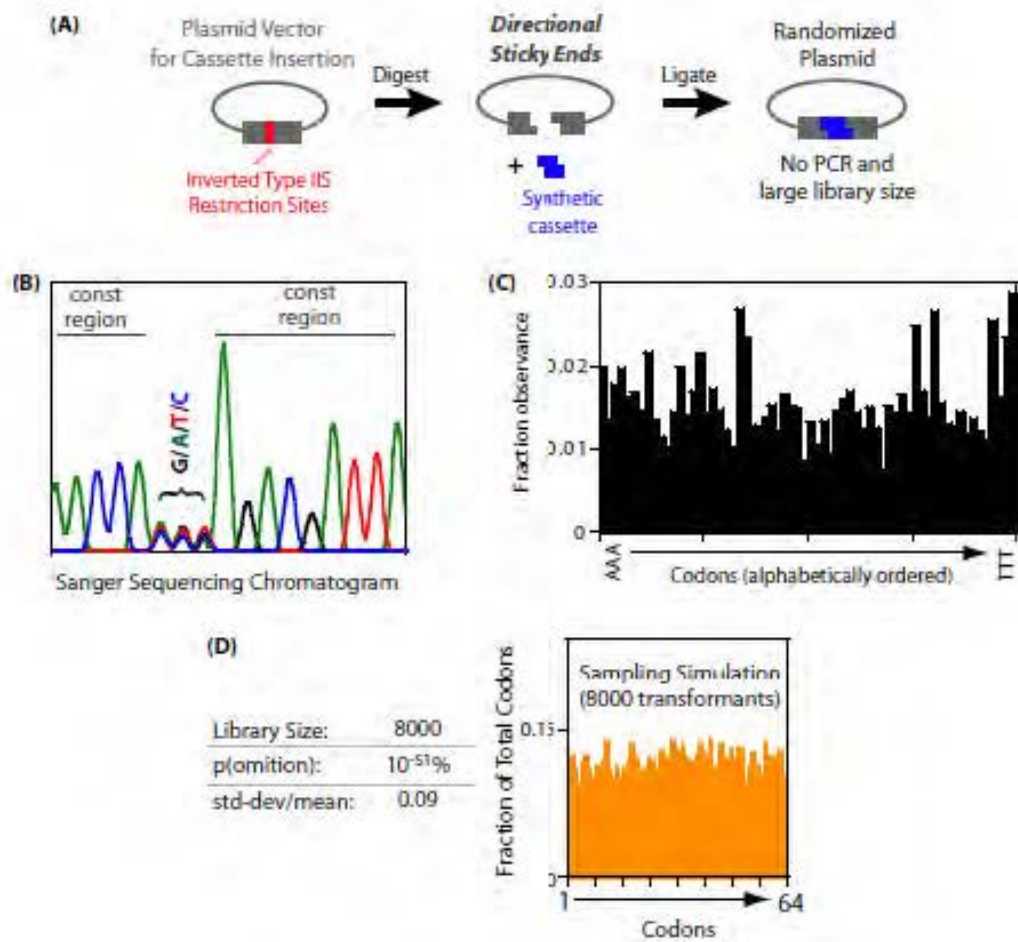 (A)
Plasmid Vector
for Cassette Insertion
Digest
Directional
Sticky Ends
Ligate
Randomized
Plasmid
Inverted Type IIS
Restriction Sites
+
Synthetic
cassette
No PCR and
large library size
(B)
const
region
const
region
G/A/T/C
Sanger Sequencing Chromatogram
(C)
Fraction observance
0.03
0.02
0.01
0
AAA
Codons (alphabetically ordered)
TTT
(D)
Library Size: 8000
p(omition): 10-51%
std-dev/mean: 0.09
Fraction of Total Codons
Sampling Simulation
(8000 transformants)
0.15
0
1
64
Codons